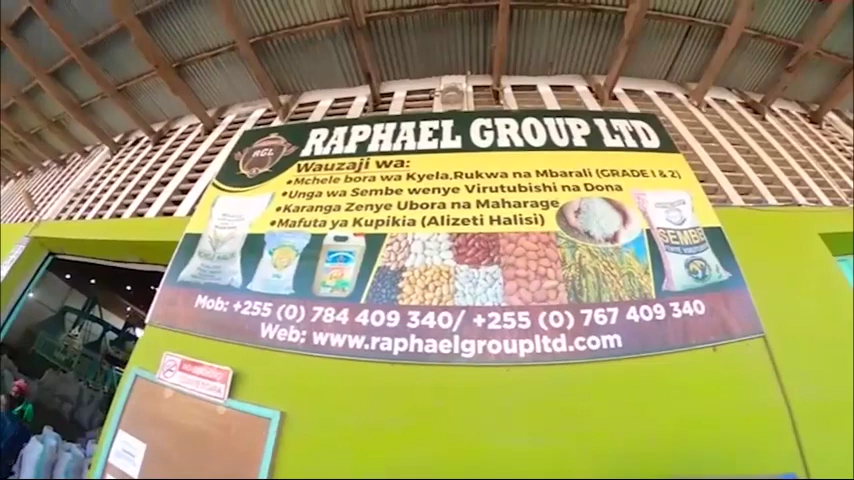 RAPHAEL GROUP LTD
RGL
Wauzaji wa:
• Mchele bora wa Kyela,Rukwa na Mbarali (GRADE 1 & 2)
• Unga wa Sembe wenye Virutubishi na Dona
• Karanga Zenye Ubora na Maharage
• Mafuta ya Kupikia (Alizeti Halisi)
SEMBE
Mob: +255 (0) 784 409 340/ +255 (0) 767 409 340
Web: www.raphaelgroupltd.com